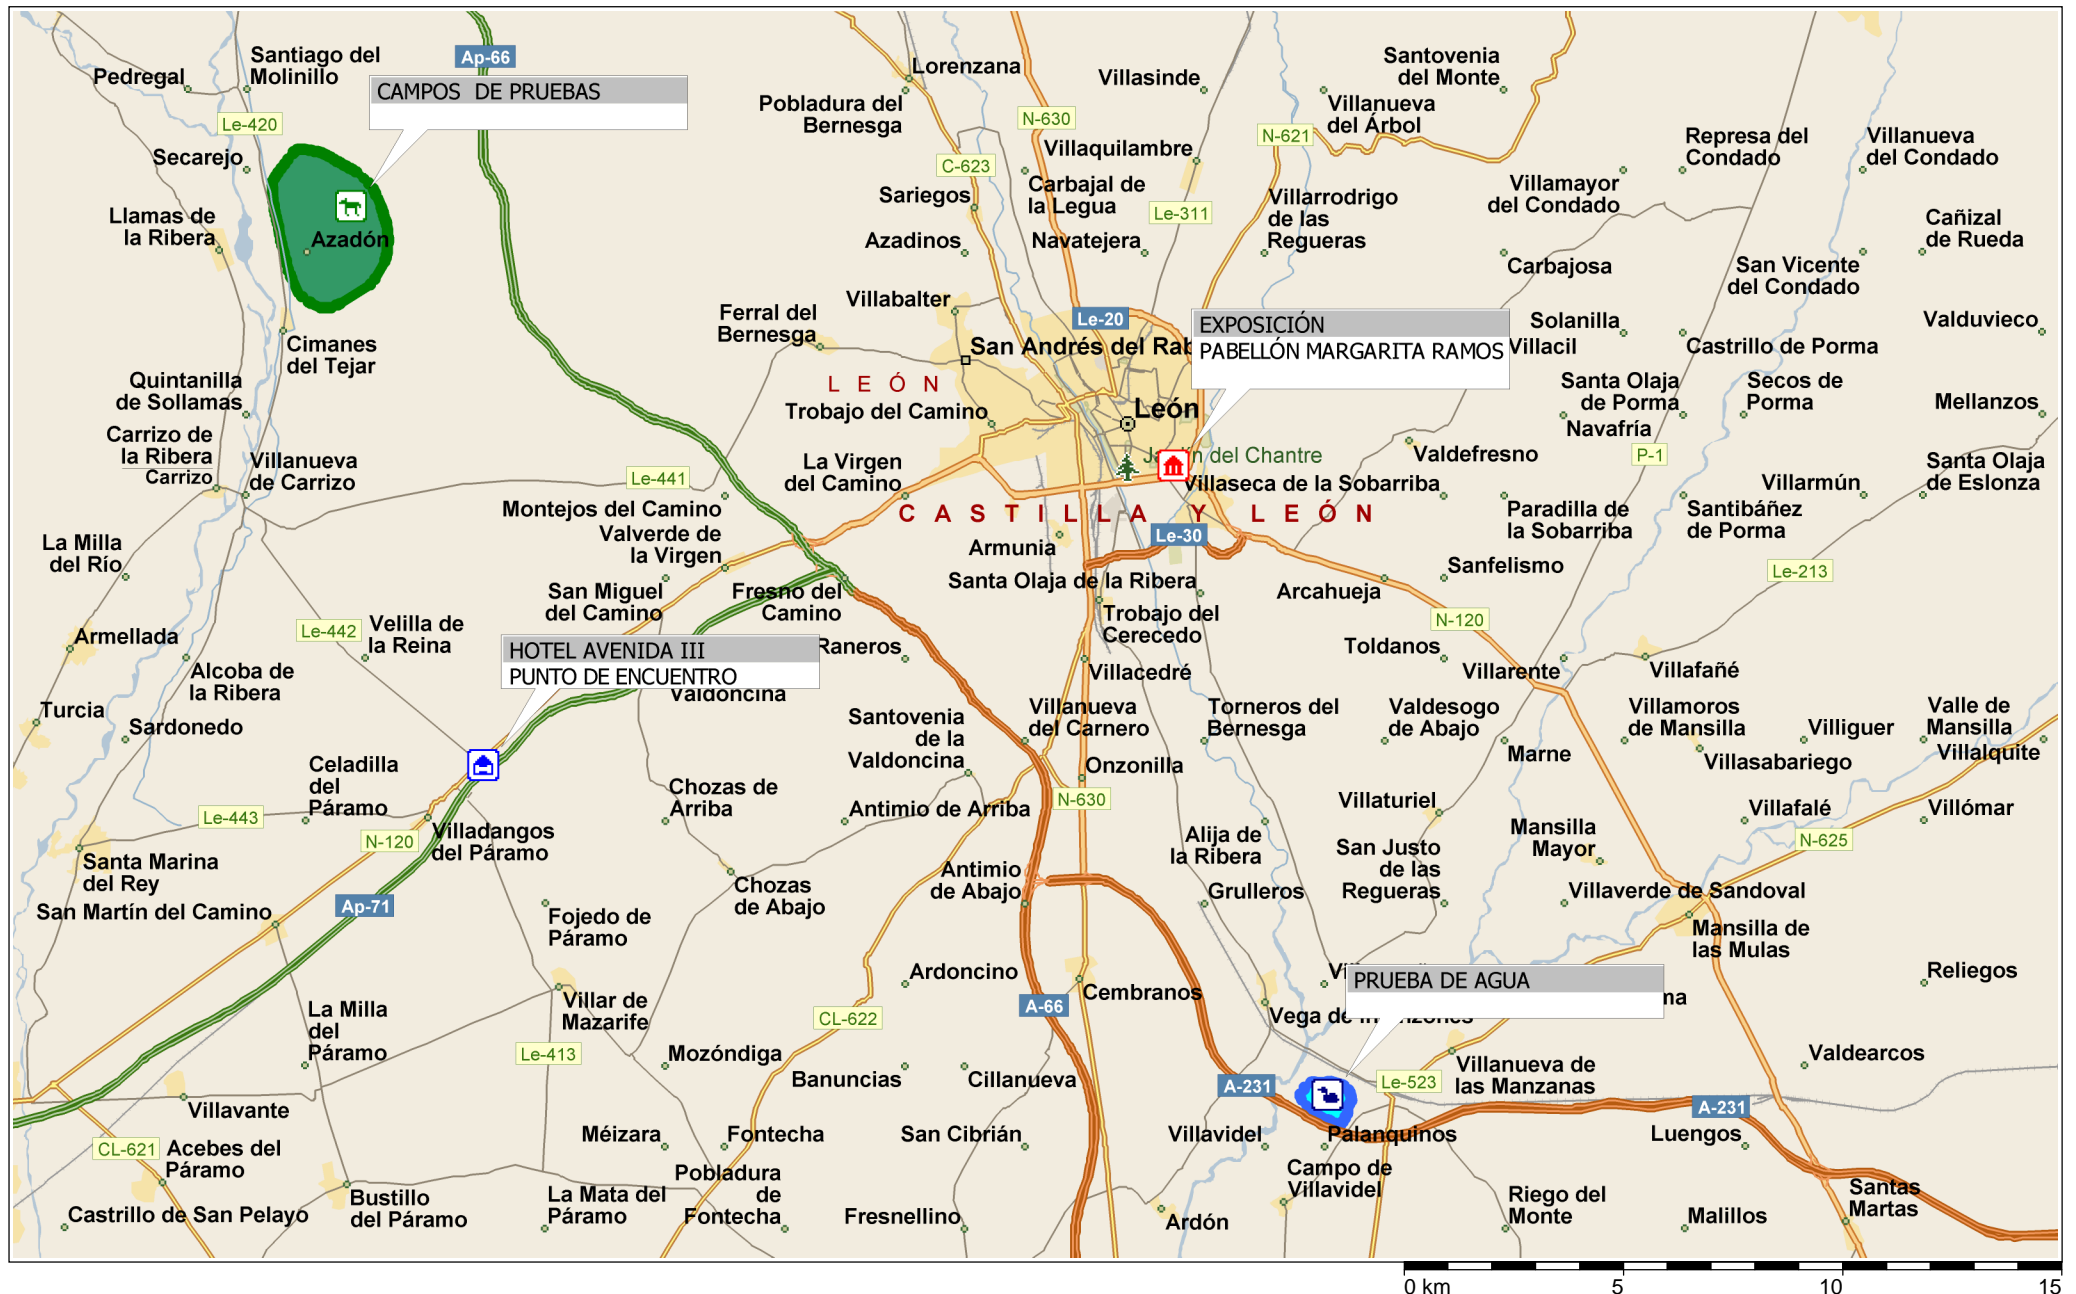 Santiago del
Molinillo
Pedregal
Ap-66
CAMPOS  DE PRUEBAS
Le-420
Secarejo
Llamas de
la Ribera
Azadón
Cimanes
del Tejar
Quintanilla
de Sollamas
Carrizo de
la Ribera
Carrizo
Villanueva
de Carrizo
La Milla
del Río
Armellada
Alcoba de
la Ribera
Turcia
Sardonedo
Le-442
Velilla de
la Reina
Lorenzana
Pobladura del
Bernesga
Villasinde
N-630
C-623
Villaquilambre
Carbajal de
la Legua
Sariegos
Le-311
Azadinos
Navatejera
Villabalter
Ferral del
Bernesga
Le-20
San Andrés del Rab
LEÓN
Trobajo del Camino
León
La Virgen
del Camino
Jardín del Chantre
Villaseca de la Sobarriba
CASTILLA Y LEÓN
Le-441
Montejos del Camino
Valverde de
la Virgen
San Miguel
del Camino
Fresno del
Camino
Armunia
Le-30
Santa Olaja de la Ribera
Trobajo del
Cerecedo
Santovenia
del Monte
Villanueva
del Árbol
N-621
Represa del
Condado
Villanueva
del Condado
Villamayor
del Condado
Villarrodrigo
de las
Regueras
Cañizal
de Rueda
Carbajosa
San Vicente
del Condado
EXPOSICIÓN
PABELLÓN MARGARITA RAMOS
Solanilla
Villacil
Castrillo de Porma
Valduvieco
Santa Olaja
de Porma
Secos de
Porma
Navafría
Mellanzos
Valdefresno
P-1
Villarmún
Santa Olaja
de Eslonza
Paradilla de
la Sobarriba
Santibáñez
de Porma
Sanfelismo
Arcahueja
Le-213
N-120
Toldanos
Villarente
Villafañé
HOTEL AVENIDA III
PUNTO DE ENCUENTRO
Raneros
Valdoncina
Villacedré
Santovenia
de la
Valdoncina
Villanueva
del Carnero
Torneros del
Bernesga
Valdesogo
de Abajo
Marne
Villamoros
de Mansilla
Villiguer
Valle de
Mansilla
Villasabariego
Villalquite
Celadilla
del
Páramo
Le-443
N-120
Villadangos
del Páramo
Chozas de
Arriba
Antimio de Arriba
Onzonilla
N-630
Villaturiel
Villafalé
Villómar
Alija de
la Ribera
Mansilla
Mayor
N-625
San Justo
de las
Regueras
Santa Marina
del Rey
San Martín del Camino
Ap-71
Chozas
de Abajo
Antimio
de Abajo
Grulleros
Villaverde de Sandoval
Fojedo de
Páramo
Mansilla de
las Mulas
Ardoncino
Cembranos
Reliegos
PRUEBA DE AGUA
Villar de
Mazarife
CL-622
A-66
La Milla
del
Páramo
Le-413
Mozóndiga
Banuncias
Cillanueva
Villanueva de
las Manzanas
Valdearcos
A-231
Le-523
A-231
Villavante
CL-621
Acebes del
Páramo
Méizara
Fontecha
San Cibrián
Villavidel
Palanquinos
Luengos
Pobladura
de
Fontecha
Campo de
Villavidel
Castrillo de San Pelayo
Bustillo
del Páramo
La Mata del
Páramo
Fresnellino
Ardón
Riego del
Monte
Malillos
Santas
Martas
0 km
5
10
15